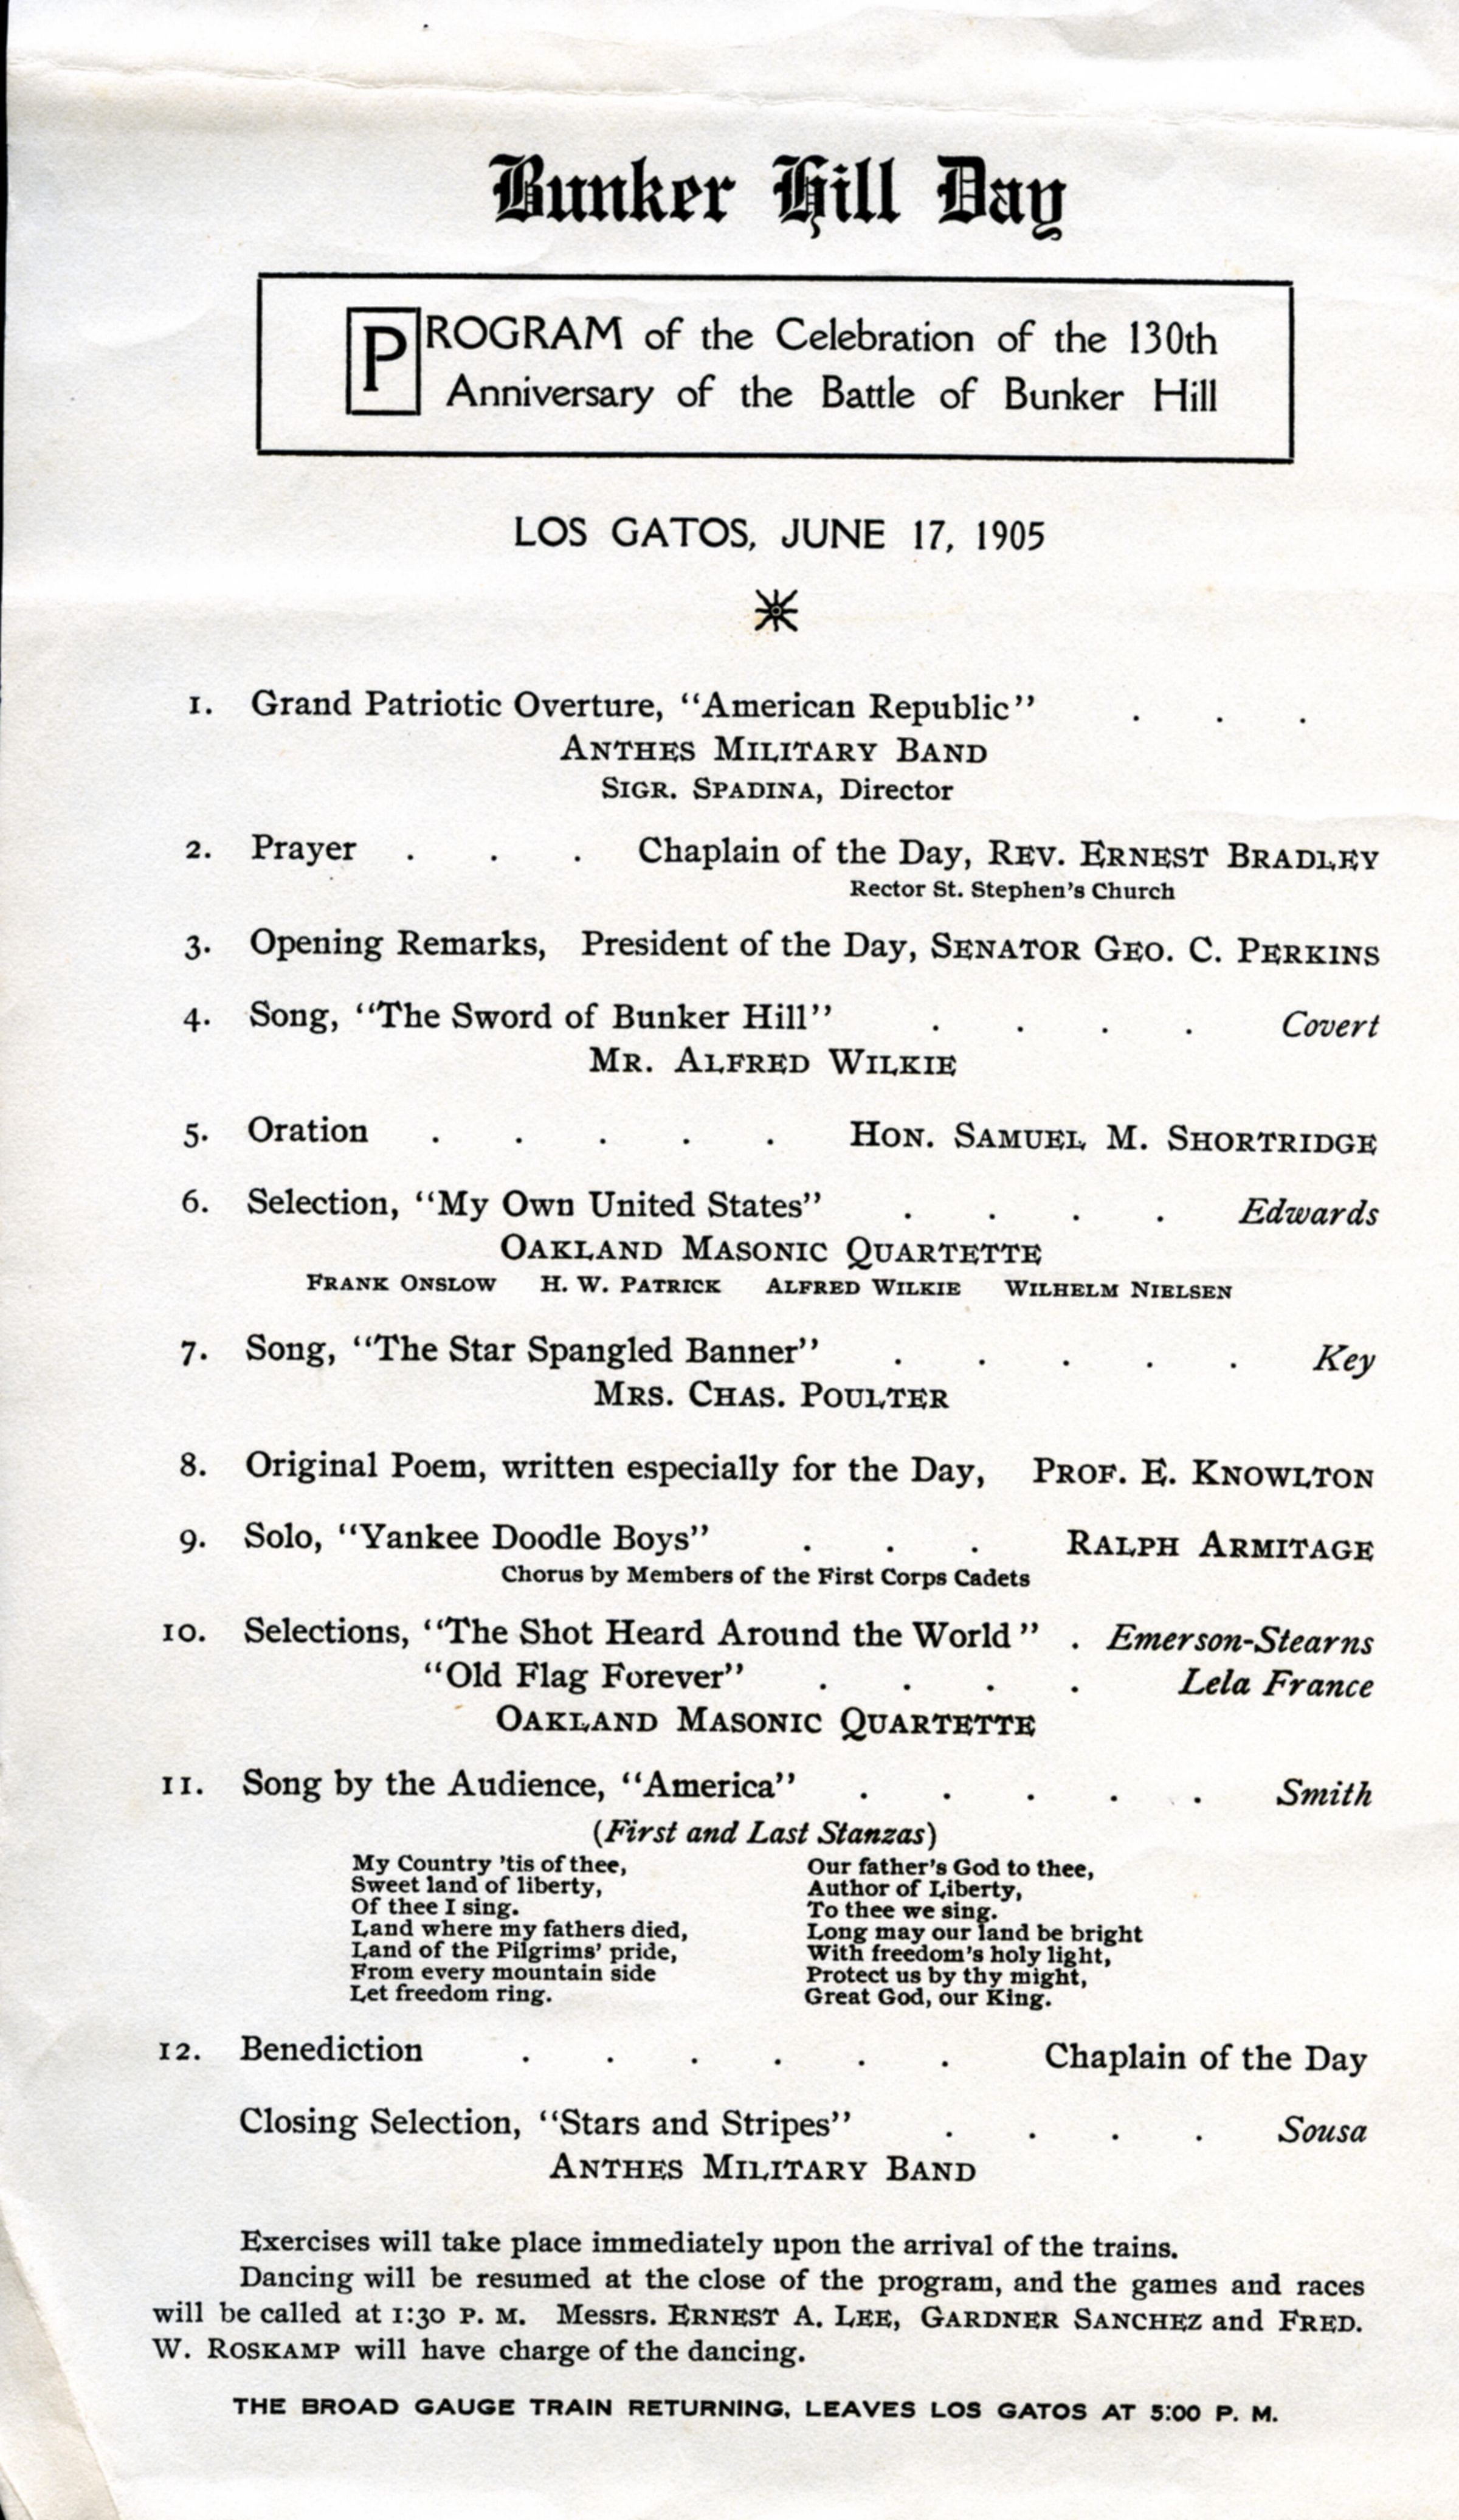 Bunker Hill Day
PROGRAM of the Celebration of the 130th
Anniversary of the Battle of Bunker Hill
LOS GATOS, JUNE 17, 1905
1. Grand Patriotic Overture, "American Republic" . . .
ANTHES MILITARY BAND
SIGR. SPADINA, Director
2. Prayer . . . Chaplain of the Day, REV. ERNEST BRADLEY
Rector St. Stephen's Church
3. Opening Remarks, President of the Day, SENATOR GEO. C. PERKINS
4. Song, "The Sword of Bunker Hill" . . . . Covert
MR. ALFRED WILKIE
5. Oration . . . . . HON. SAMUEL M. SHORTRIDGE
6. Selection, "My Own United States" . . . . Edwards
OAKLAND MASONIC QUARTETTE
FRANK ONSLOW H. W. PATRICK ALFRED WILKIE WILHELM NIELSEN
7. Song, "The Star Spangled Banner" . . . . . Key
MRS. CHAS. POULTER
8. Original Poem, written especially for the Day, PROF. E. KNOWLTON
9. Solo, "Yankee Doodle Boys" . . . RALPH ARMITAGE
Chorus by Members of the First Corps Cadets
10. Selections, "The Shot Heard Around the World" . Emerson-Stearns
"Old Flag Forever" . . . . Lela France
OAKLAND MASONIC QUARTETTE
11. Song by the Audience, "America" . . . . . Smith
(First and Last Stanzas)
My Country 'tis of thee,
Sweet land of liberty,
Of thee I sing.
Land where my fathers died,
Land of the Pilgrims' pride,
From every mountain side
Let freedom ring.
Our father's God to thee,
Author of Liberty,
To thee we sing.
Long may our land be bright
With freedom's holy light,
Protect us by thy might,
Great God, our King.
12. Benediction . . . . . . Chaplain of the Day
Closing Selection, "Stars and Stripes" . . . . Sousa
ANTHES MILITARY BAND
Exercises will take place immediately upon the arrival of the trains.
Dancing will be resumed at the close of the program, and the games and races
will be called at 1:30 P. M. Messrs. ERNEST A. LEE, GARDNER SANCHEZ and FRED.
W. ROSKAMP will have charge of the dancing.
THE BROAD GAUGE TRAIN RETURNING, LEAVES LOS GATOS AT 5:00 P. M.